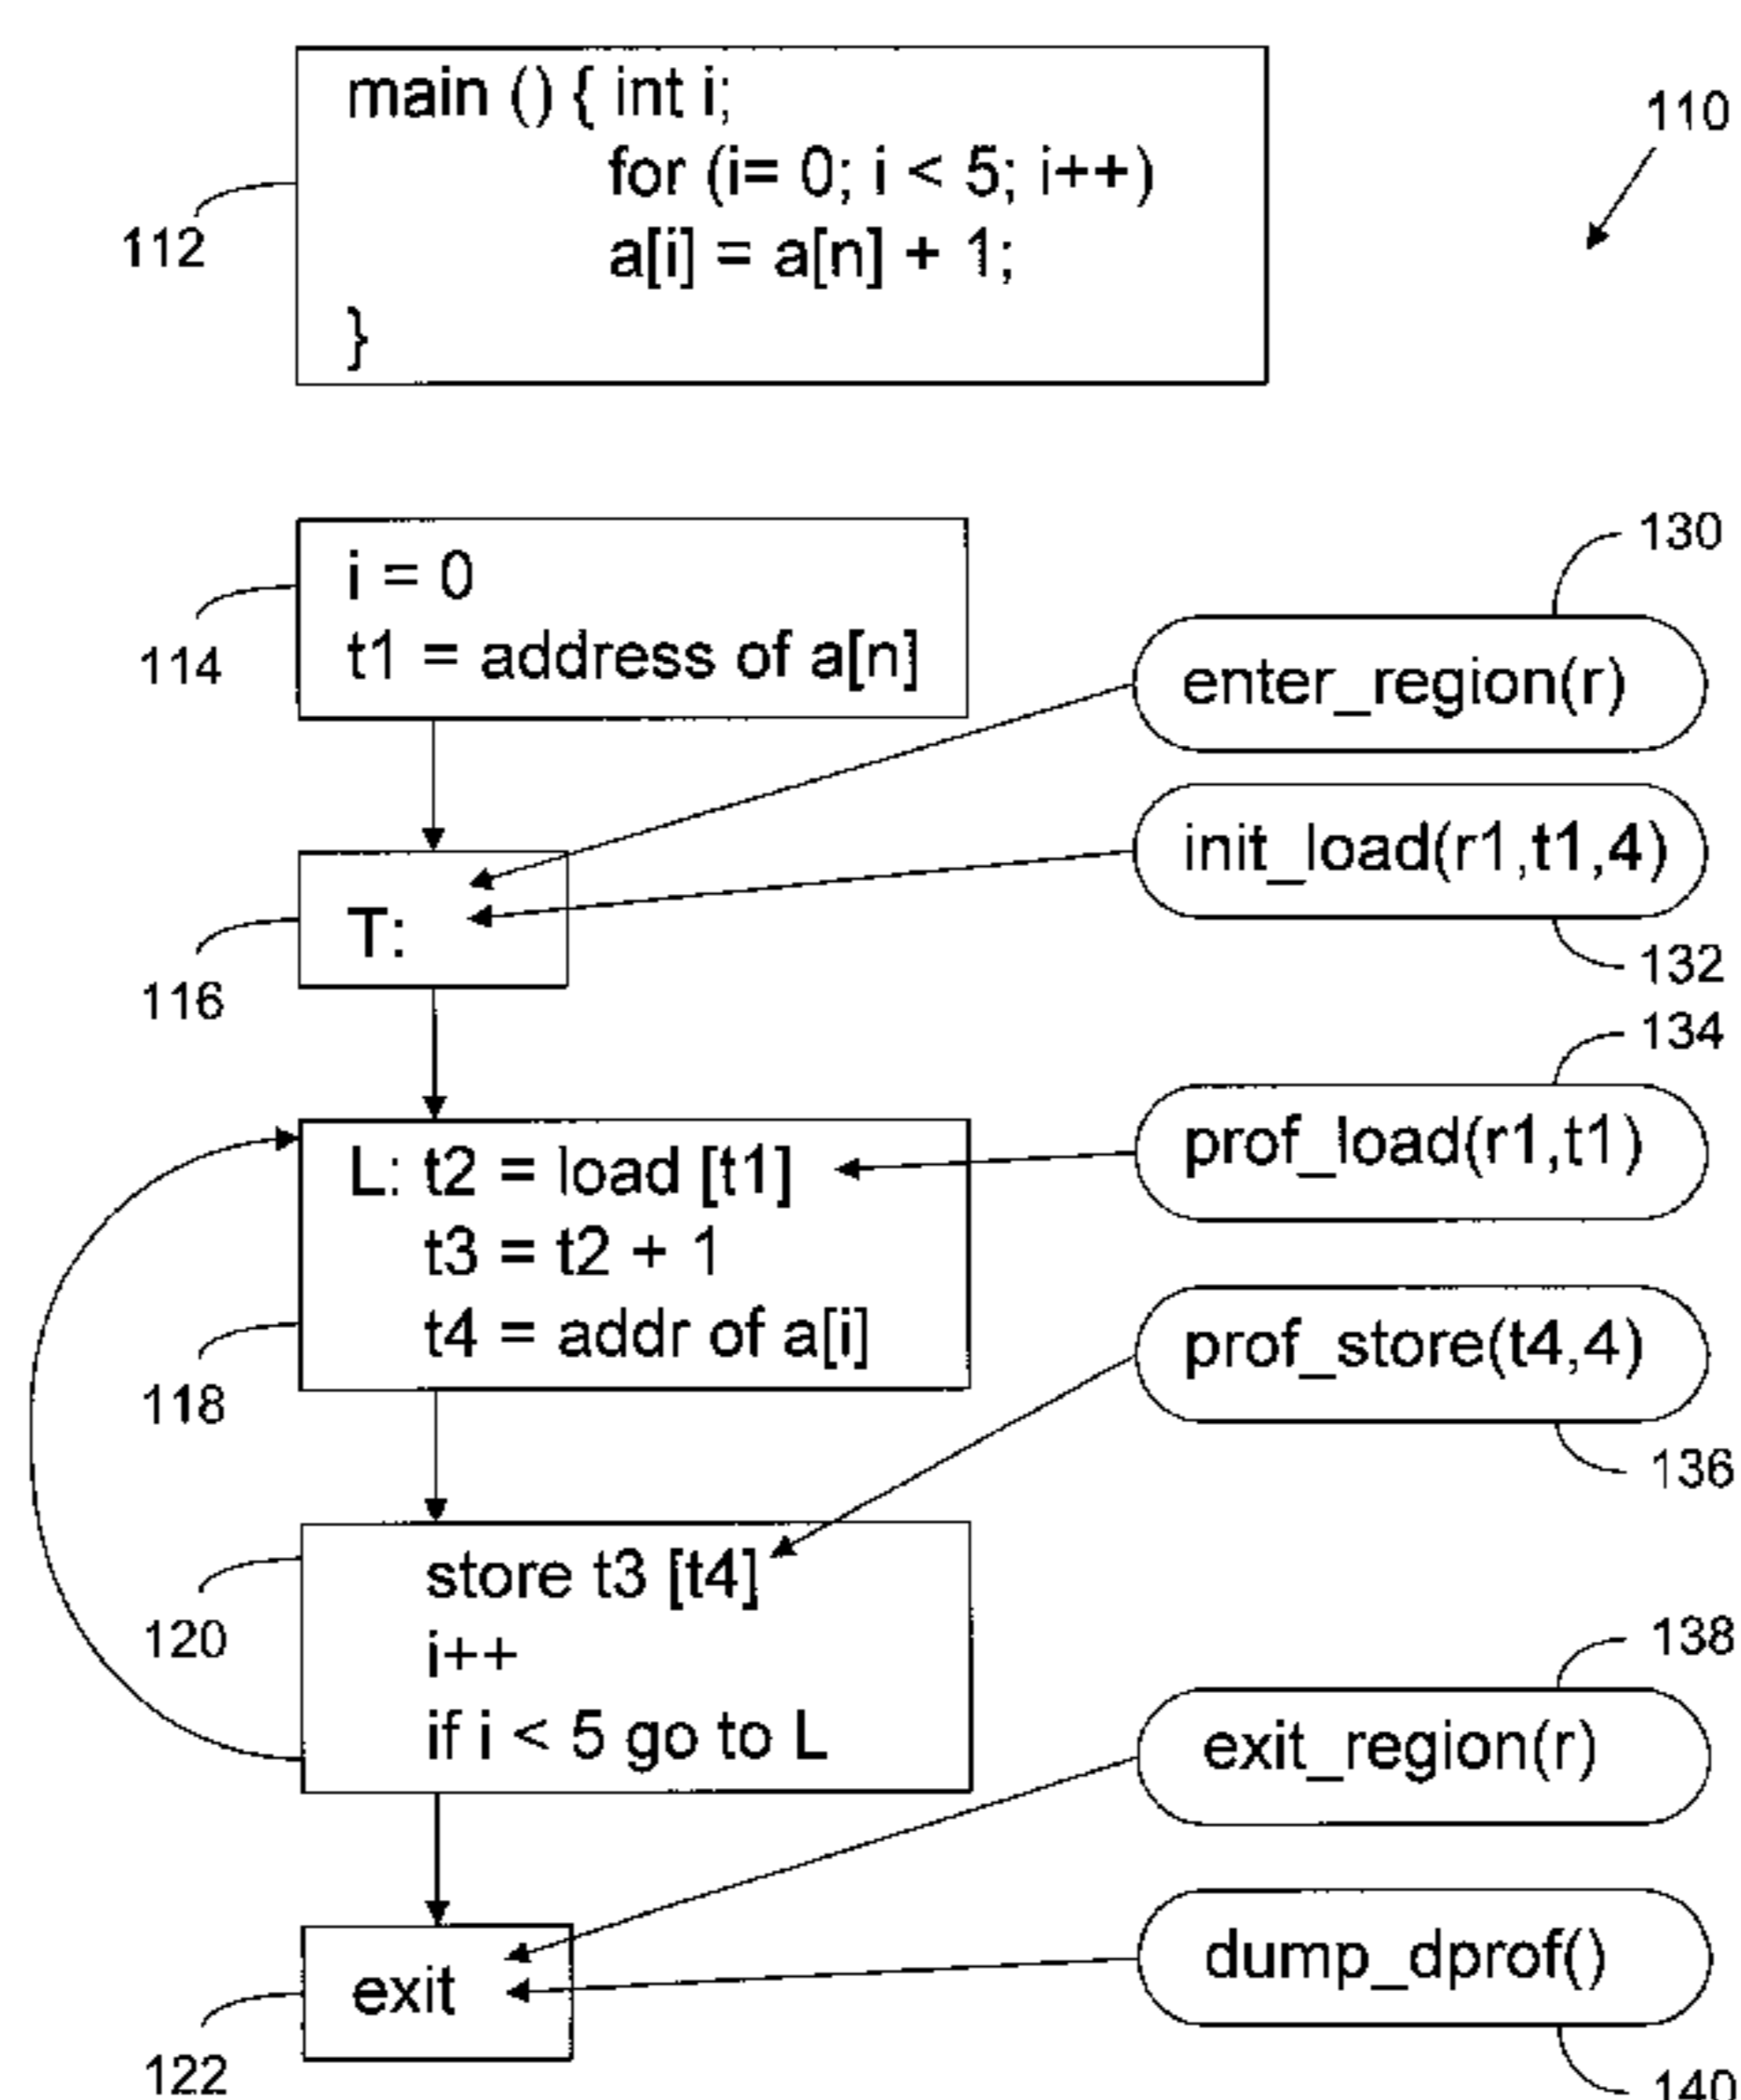 main () { int i;
for (i= 0; i < 5; i++)
a[i] = a[n] + 1;
}
110
112
i = 0
t1 = address of a[n]
114
130
enter_region(r)
init_load(r1,t1,4)
132
T:
116
134
prof_load(r1,t1)
L: t2 = load [t1]
t3 = t2 + 1
t4 = addr of a[i]
118
prof_store(t4,4)
136
store t3 [t4]
i++
if i < 5 go to L
120
138
exit_region(r)
dump_dprof()
140
exit
122